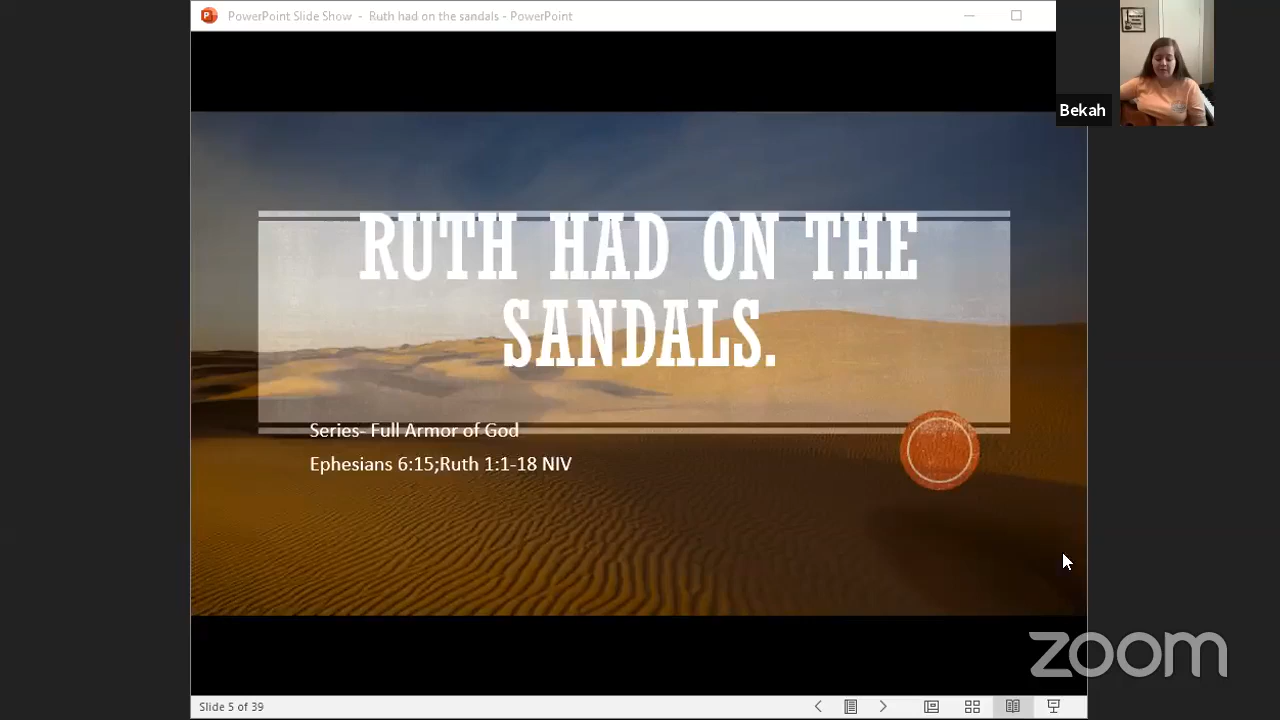 PowerPoint Slide Show - Ruth had on the sandals - PowerPoint
Bekah
RUTH HAD ON THE
SANDALS.
Series- Full Armor of God
Ephesians 6:15;Ruth 1:1-18 NIV
zoom
Slide 5 of 39